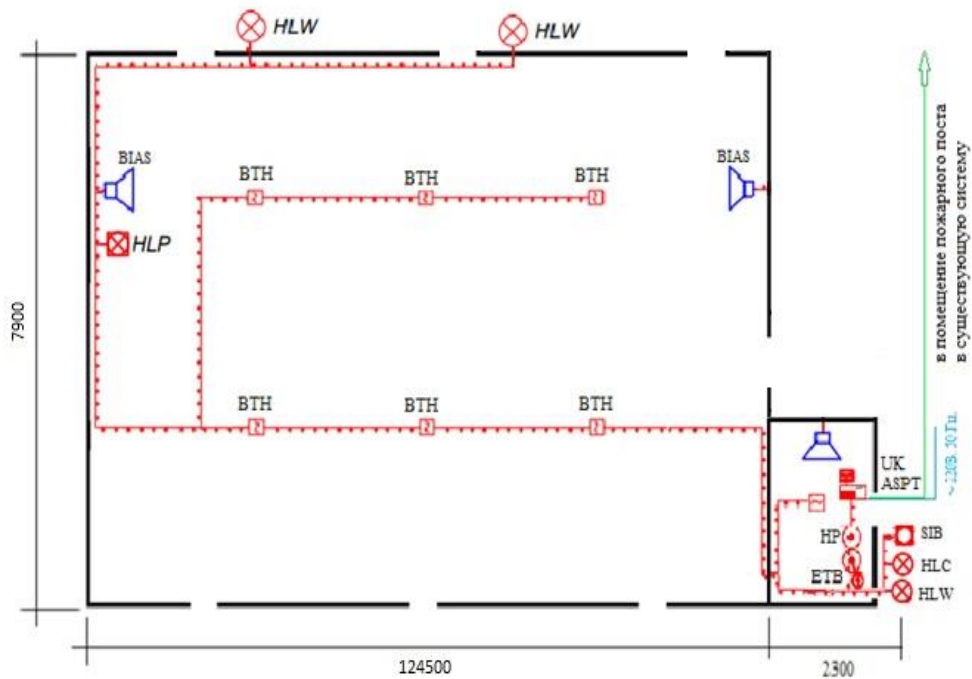 HLW
HLW
BIAS
BIAS
BTH
BTH
BTH
HLP
7900
BTH
BTH
BTH
в помещение пожарного поста
в существующую систему
UK
ASPT
~220В. 50 Гц.
HP
SIB
HLC
ETB
HLW
124500
2300